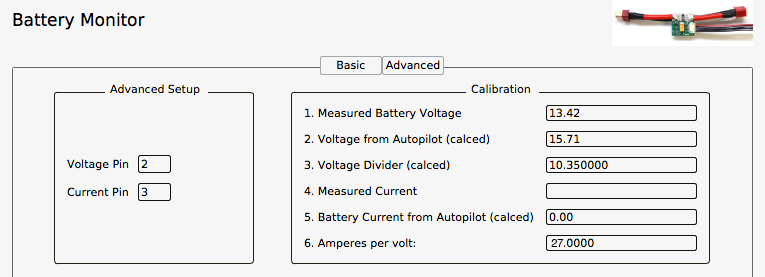 Battery Monitor
Basic
Advanced
Advanced Setup
Voltage Pin 2
Current Pin 3
Calibration
1. Measured Battery Voltage 13.42
2. Voltage from Autopilot (calced) 15.71
3. Voltage Divider (calced) 10.350000
4. Measured Current
5. Battery Current from Autopilot (calced) 0.00
6. Amperes per volt: 27.0000